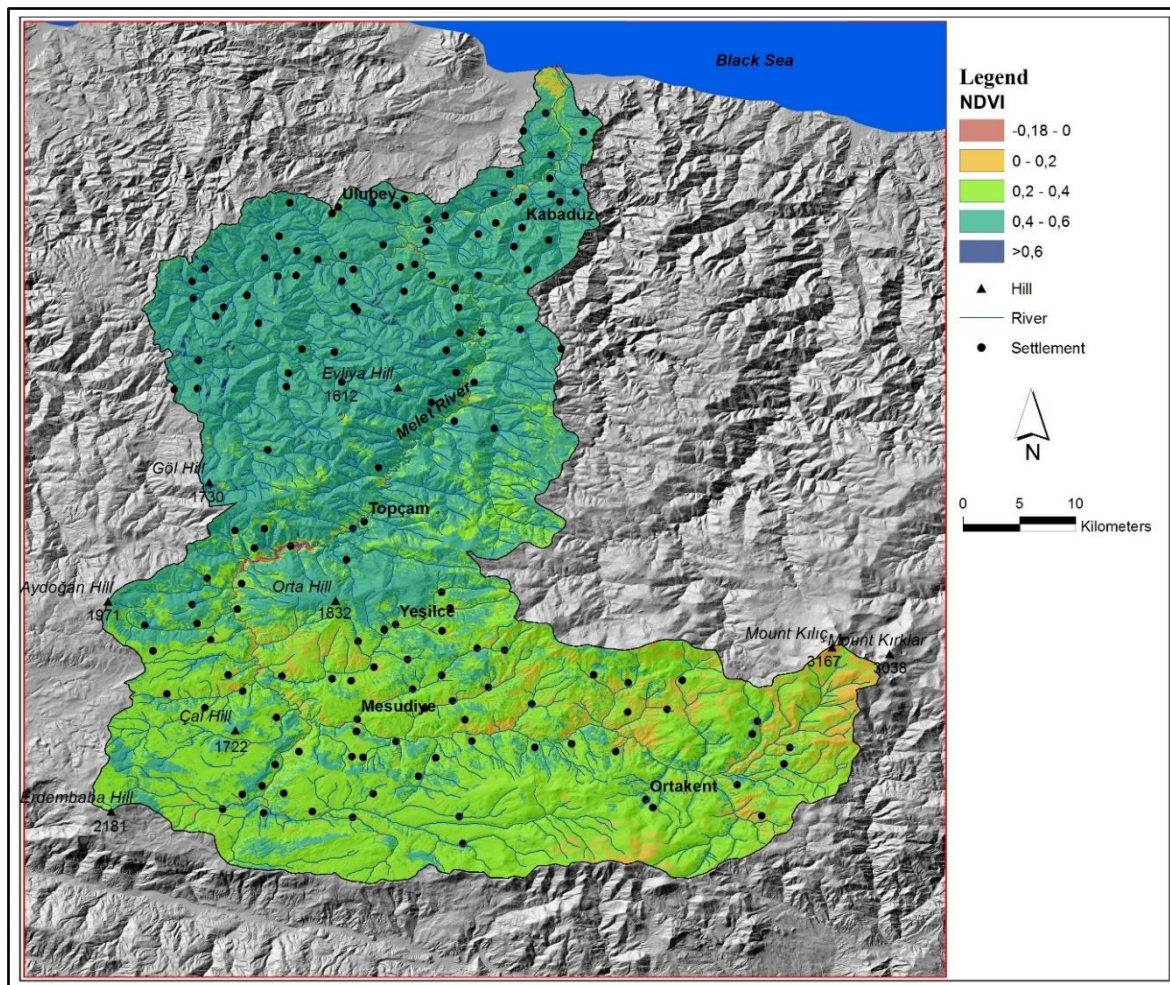 Black Sea
Ulubey
Kabadüz
Evliya Hill
1612
Melet River
Göl Hill
1730
Topçam
Aydoğan Hill
1971
Orta Hill
1832
Yeşilce
Mount Kılıç
3167
Mount Kırklar
3038
Mesudiye
Çal Hill
1722
Ortakent
Erdembaba Hill
2181
Legend
NDVI
-0,18 - 0
0 - 0,2
0,2 - 0,4
0,4 - 0,6
>0,6
Hill
River
Settlement
N
0 5 10
Kilometers